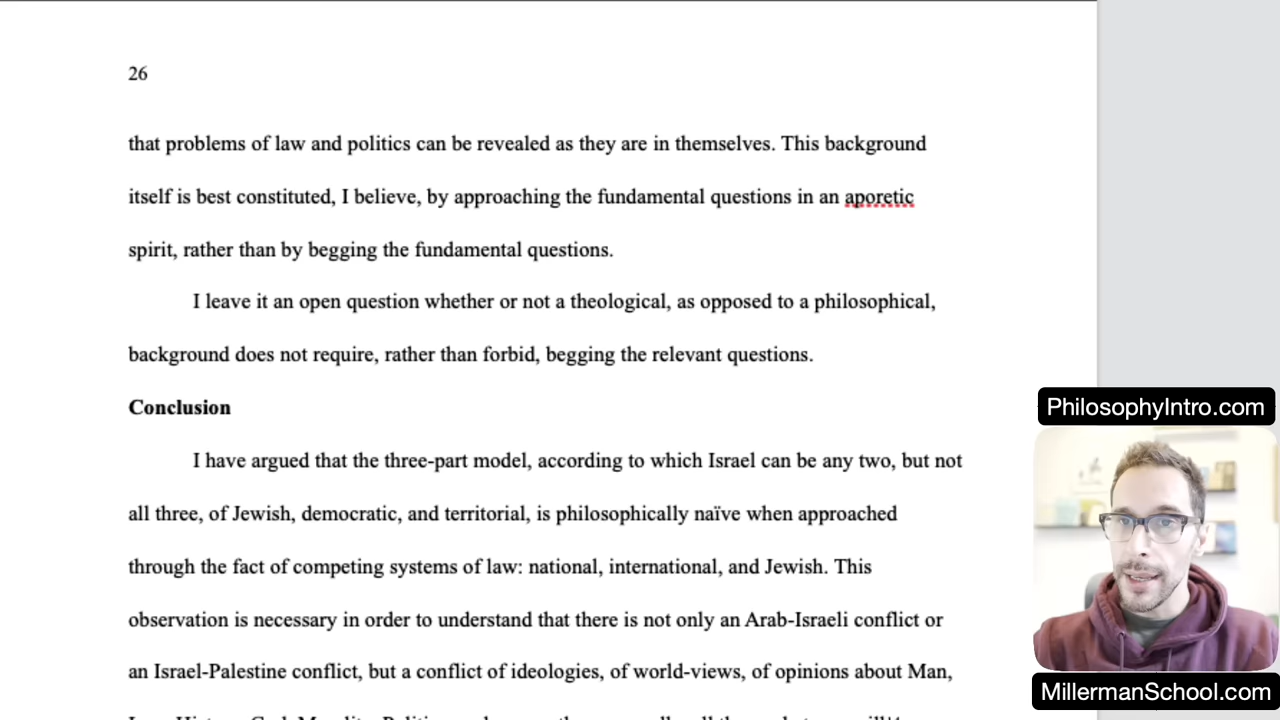 26
that problems of law and politics can be revealed as they are in themselves. This background
itself is best constituted, I believe, by approaching the fundamental questions in an aporetic
spirit, rather than by begging the fundamental questions.
I leave it an open question whether or not a theological, as opposed to a philosophical,
background does not require, rather than forbid, begging the relevant questions.
Conclusion
I have argued that the three-part model, according to which Israel can be any two, but not
all three, of Jewish, democratic, and territorial, is philosophically naïve when approached
through the fact of competing systems of law: national, international, and Jewish. This
observation is necessary in order to understand that there is not only an Arab-Israeli conflict or
an Israel-Palestine conflict, but a conflict of ideologies, of world-views, of opinions about Man,
PhilosophyIntro.com
MillermanSchool.com